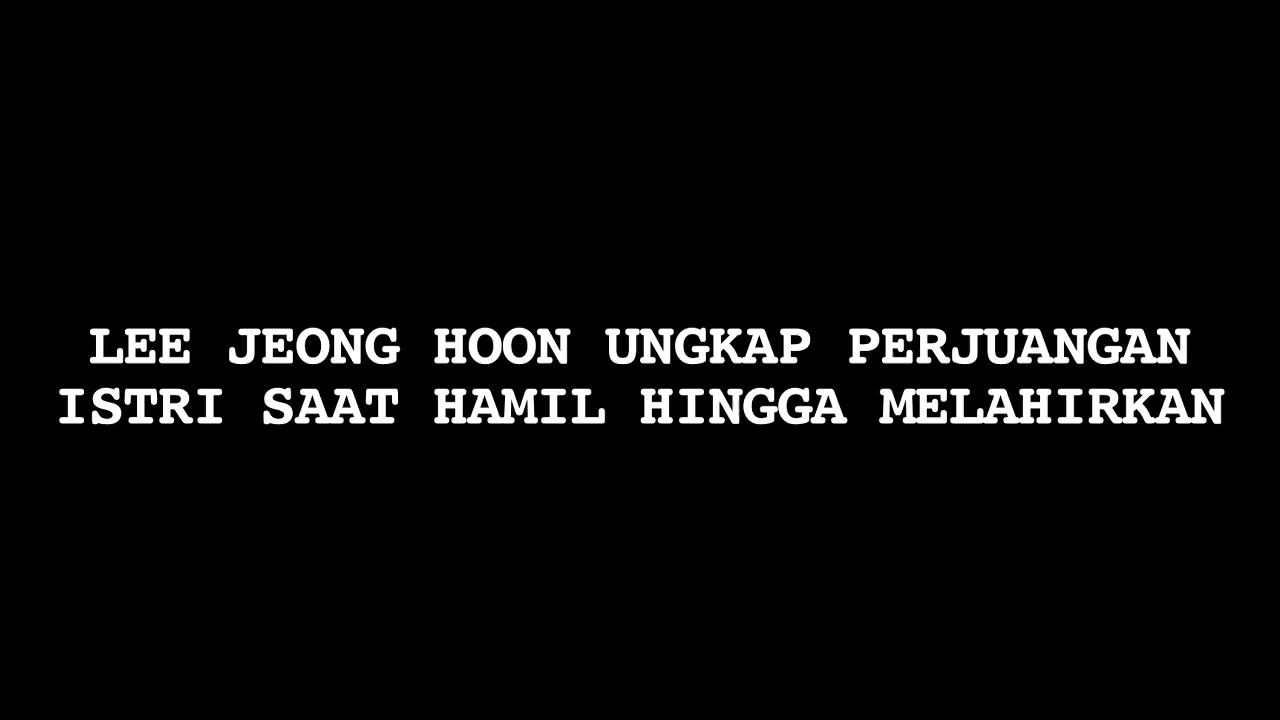 LEE JEONG HOON UNGKAP PERJUANGAN
ISTRI SAAT HAMIL HINGGA MELAHIRKAN